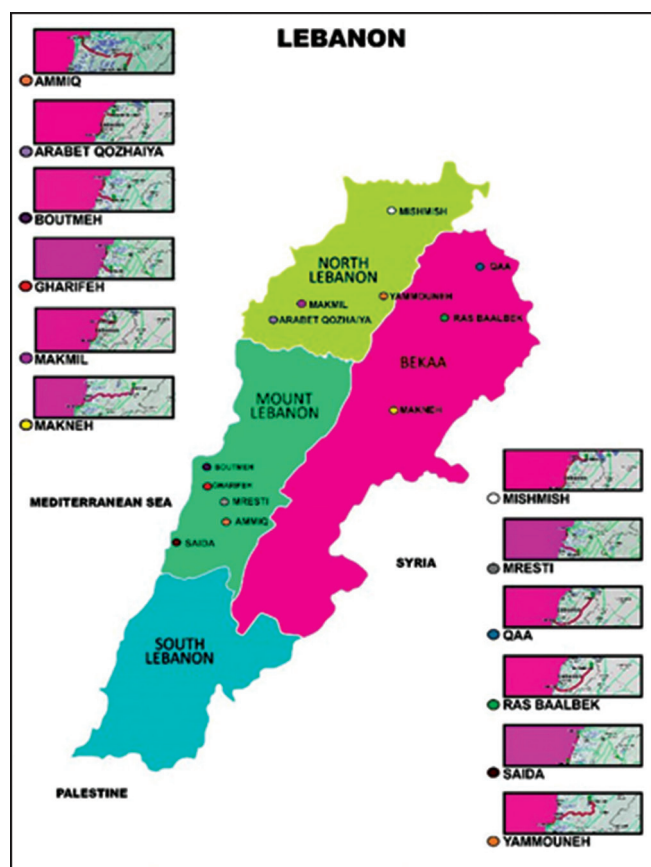 LEBANON
AMMIQ
ARABET QOZHAIYA
BOUTMEH
GHARIFEH
MAKMIL
MAKNEH
MISHMISH
NORTH
LEBANON
QAA
YAMMOUNEH
MAKMIL
ARABET QOZHAIYA
RAS BAALBEK
BEKAA
MOUNT
LEBANON
MAKNEH
BOUTMEH
GHARIFEH
MRESTI
AMMIQ
SAIDA
MEDITERRANEAN SEA
SYRIA
SOUTH
LEBANON
PALESTINE
MISHMISH
MRESTI
QAA
RAS BAALBEK
SAIDA
YAMMOUNEH